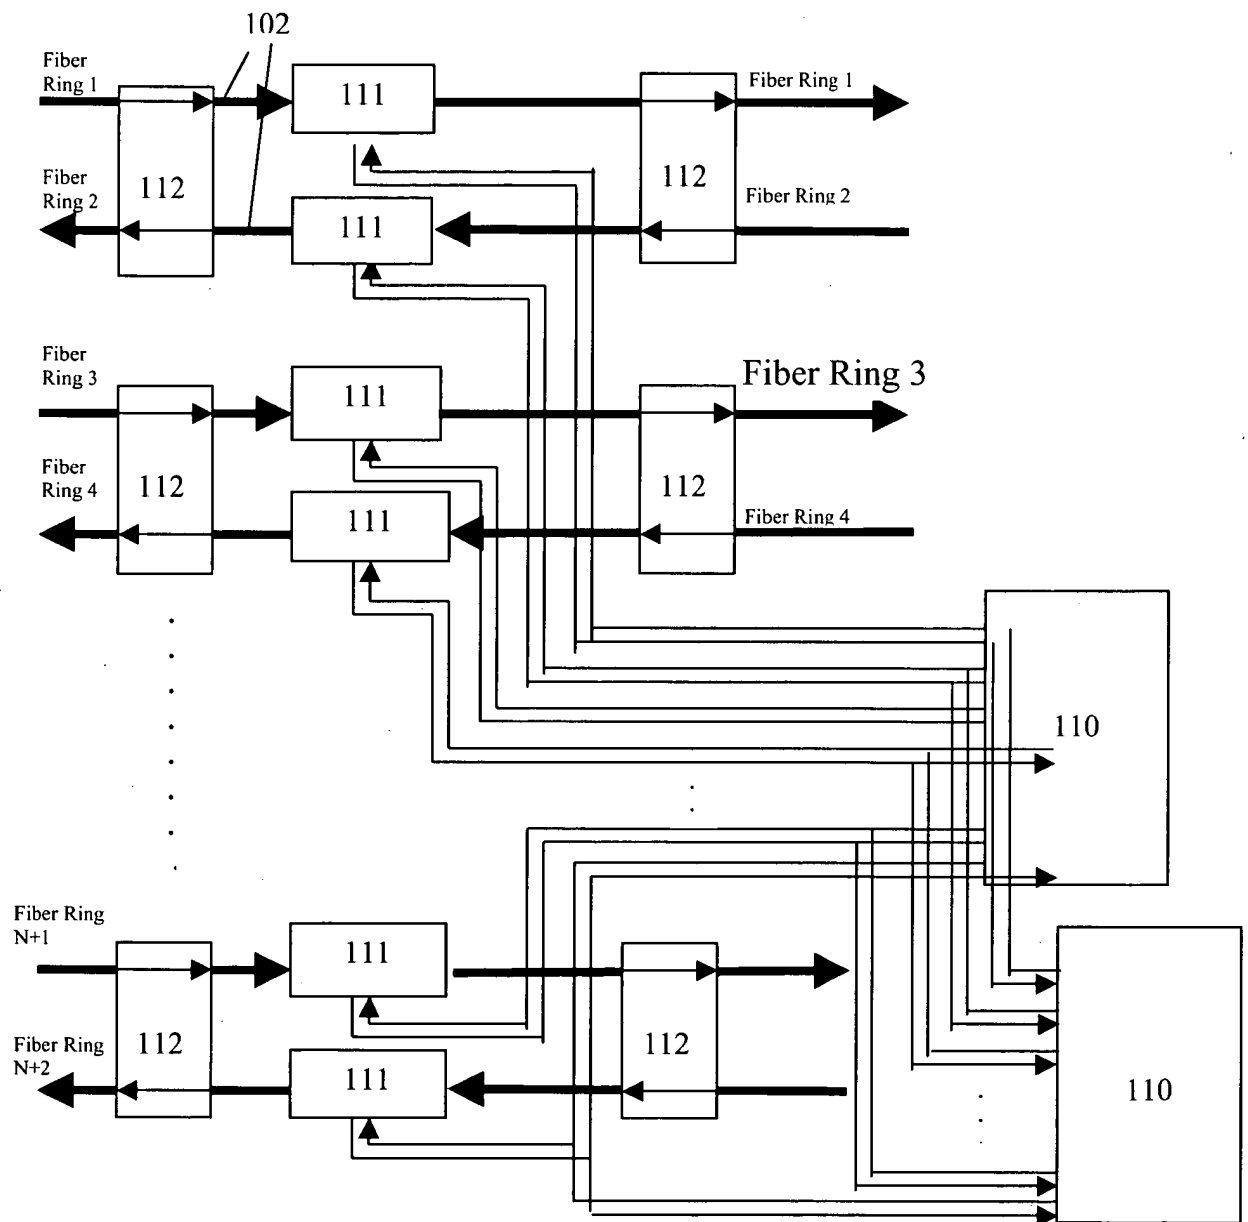 102
Fiber
Ring 1
111
Fiber Ring 1
Fiber
Ring 2
112
112
Fiber Ring 2
111
Fiber
Ring 3
111
Fiber Ring 3
Fiber
Ring 4
112
111
112
Fiber Ring 4
110
Fiber Ring
N+1
111
Fiber Ring
N+2
112
111
112
110